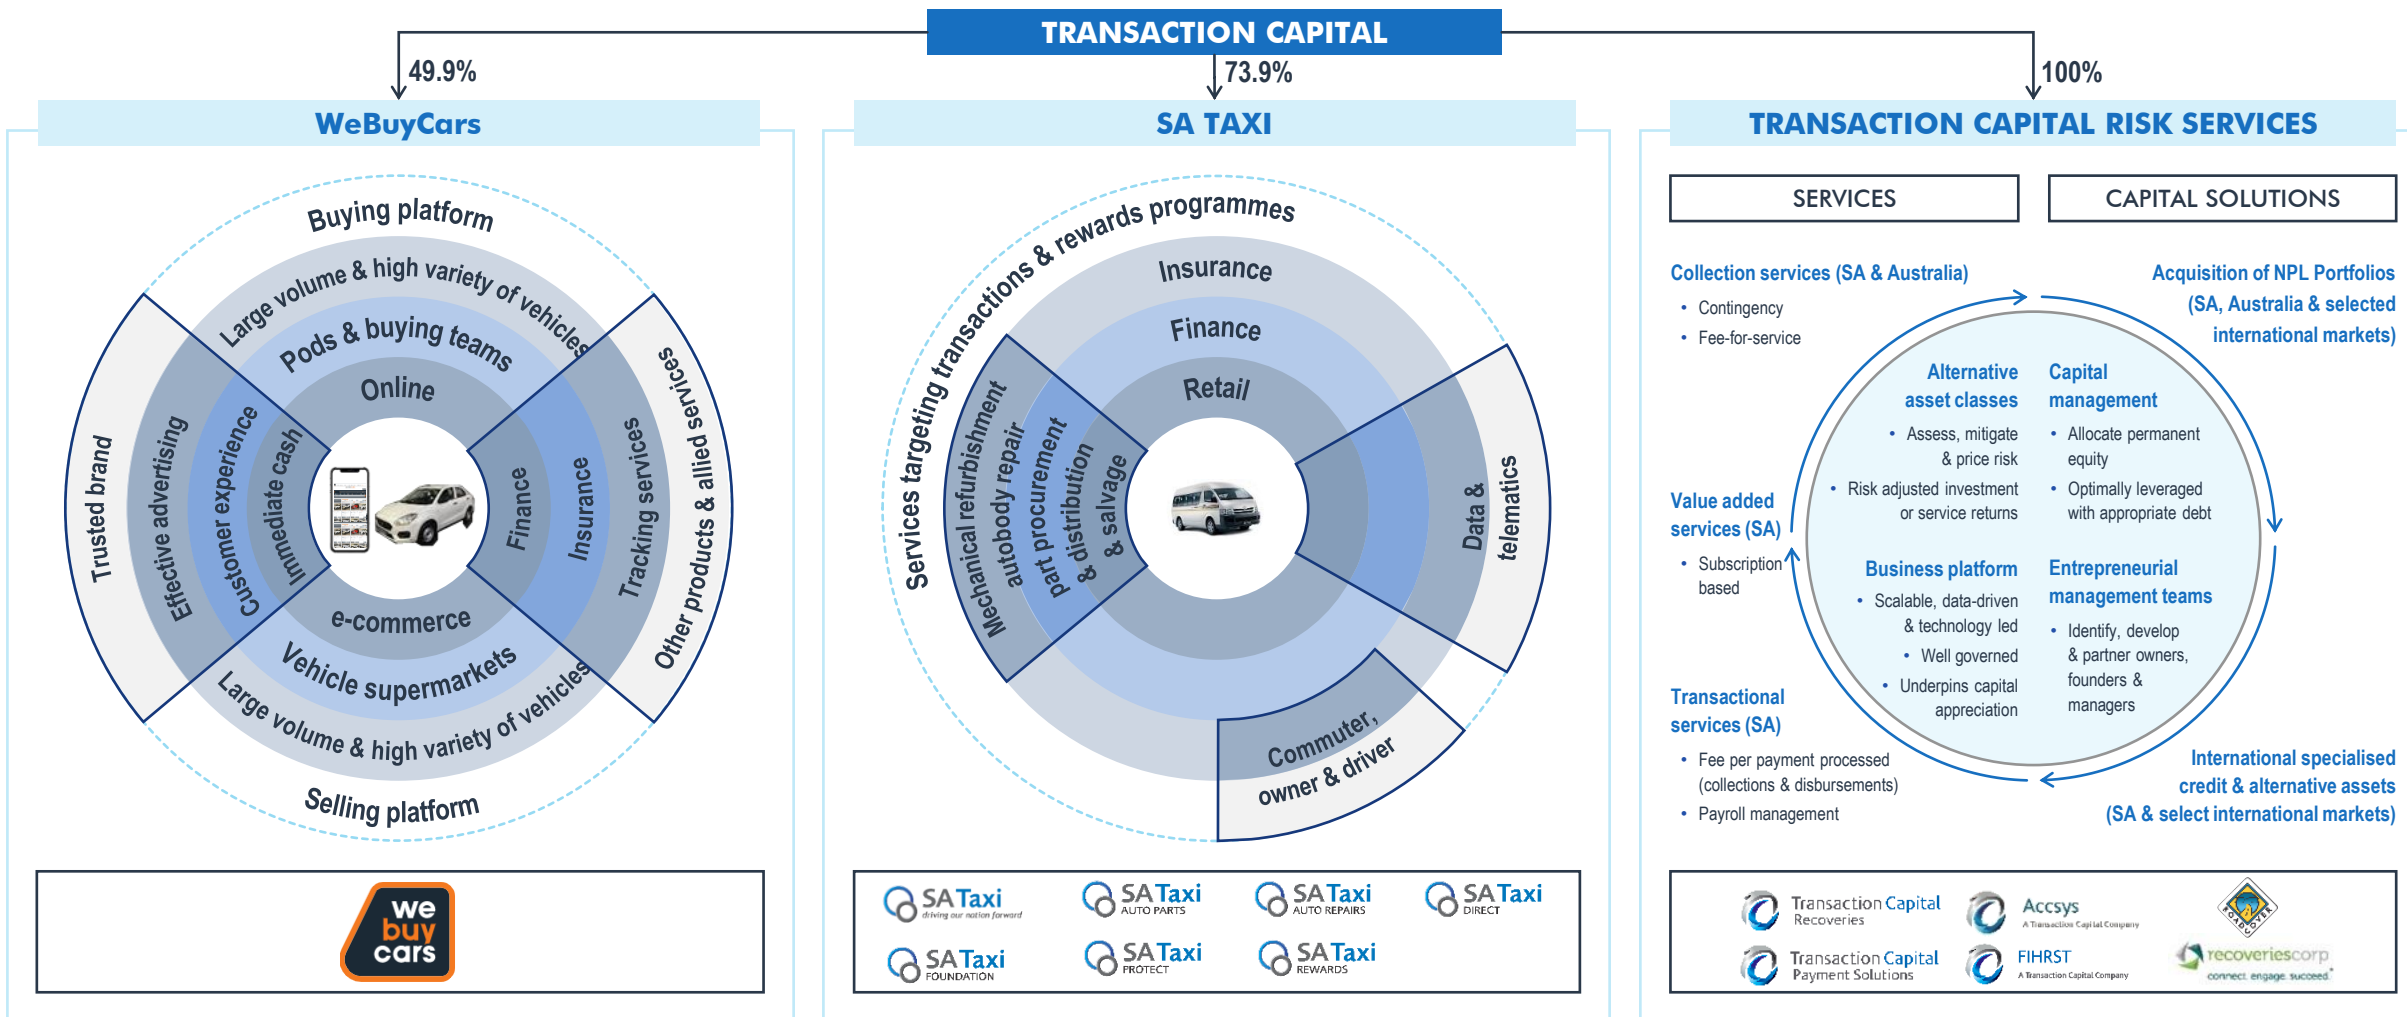 TRANSACTION CAPITAL
49.9%
73.9%
100%
WeBuyCars
Buying platform
Large volume & high variety of vehicles
Pods & buying teams
Online
Trusted brand
Effective advertising
Customer experience
Immediate cash
Finance
Insurance
Tracking services
Other products & allied services
e-commerce
Vehicle supermarkets
Large volume & high variety of vehicles
Selling platform
we
buy
cars
SA TAXI
Services targeting transactions & rewards programmes
Insurance
Finance
Retail
Mechanical refurbishment
autobody repair
part procurement
& distribution
& salvage
Data &
telematics
Commuter,
owner & driver
SA Taxi
driving our nation forward
SA Taxi
AUTO PARTS
SA Taxi
AUTO REPAIRS
SA Taxi
DIRECT
SA Taxi
FOUNDATION
SA Taxi
PROTECT
SA Taxi
REWARDS
TRANSACTION CAPITAL RISK SERVICES
SERVICES
CAPITAL SOLUTIONS
Collection services (SA & Australia)
• Contingency
• Fee-for-service
Value added
services (SA)
• Subscription
based
Transactional
services (SA)
• Fee per payment processed
(collections & disbursements)
• Payroll management
Acquisition of NPL Portfolios
(SA, Australia & selected
international markets)
Alternative
asset classes
• Assess, mitigate
& price risk
• Risk adjusted investment
or service returns
Capital
management
• Allocate permanent
equity
• Optimally leveraged
with appropriate debt
Business platform
• Scalable, data-driven
& technology led
• Well governed
• Underpins capital
appreciation
Entrepreneurial
management teams
• Identify, develop
& partner owners,
founders &
managers
International specialised
credit & alternative assets
(SA & select international markets)
Transaction Capital
Recoveries
Accsys
A Transaction Capital Company
ROADCOVER
Transaction Capital
Payment Solutions
FIHRST
A Transaction Capital Company
recoveriescorp
connect. engage. succeed.